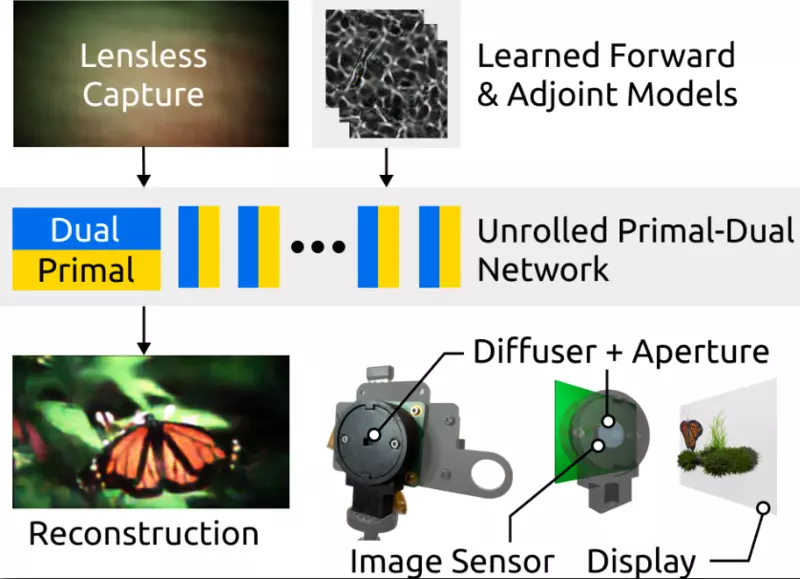 Lensless
Capture
Learned Forward
& Adjoint Models
Dual
Primal
Unrolled Primal-Dual
Network
Diffuser + Aperture
Reconstruction
Image Sensor
Display